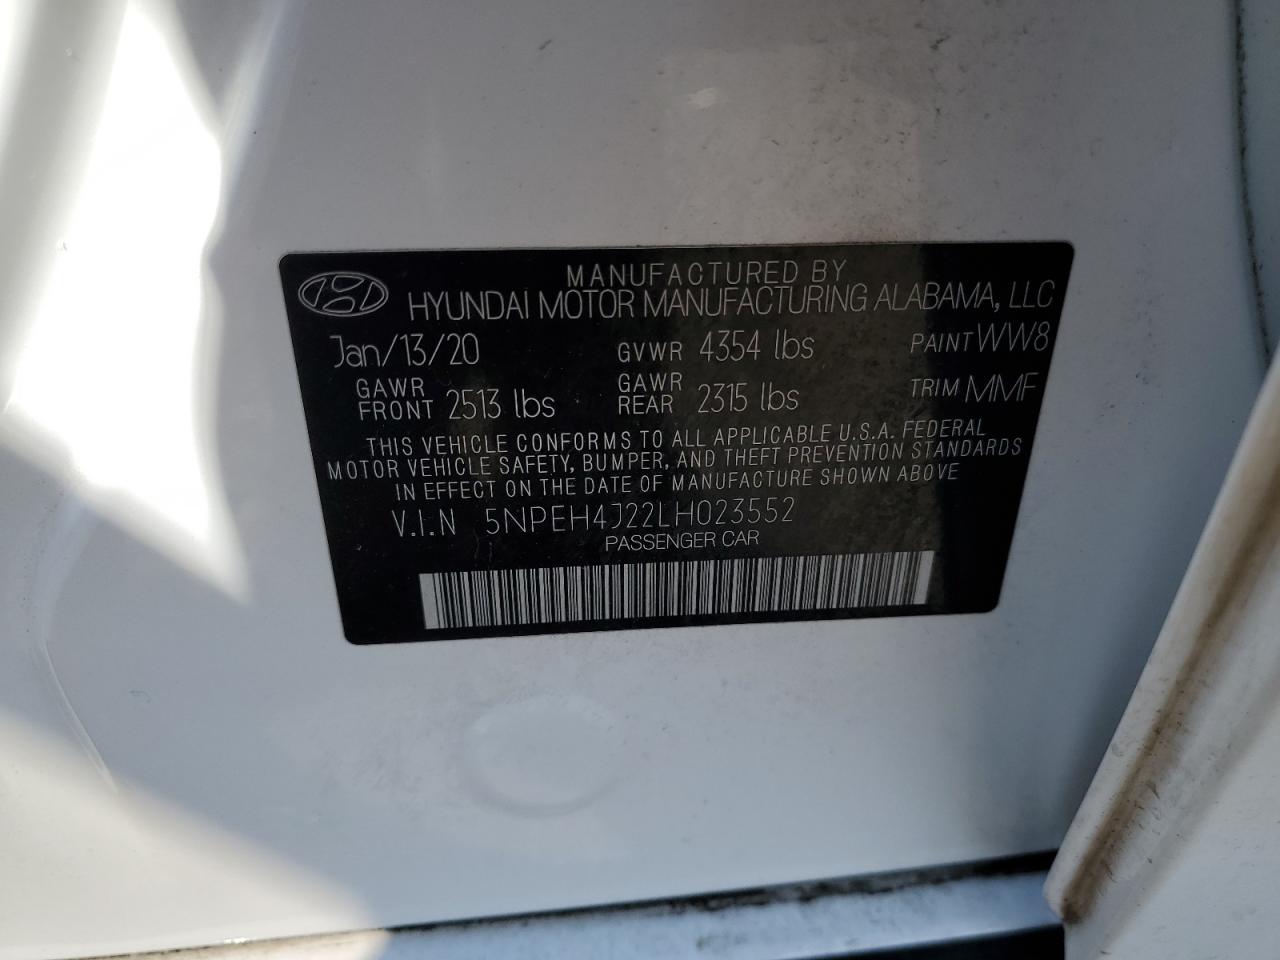 MANUFACTURED BY
HYUNDAI MOTOR MANUFACTURING ALABAMA, LLC
Jan/13/20 GVWR 4354 lbs PAINT WW8
GAWR FRONT 2513 lbs GAWR REAR 2315 lbs TRIM MMF
THIS VEHICLE CONFORMS TO ALL APPLICABLE U.S.A. FEDERAL
MOTOR VEHICLE SAFETY, BUMPER, AND THEFT PREVENTION STANDARDS
IN EFFECT ON THE DATE OF MANUFACTURE SHOWN ABOVE
V.I.N 5NPEH4J22LH023552
PASSENGER CAR